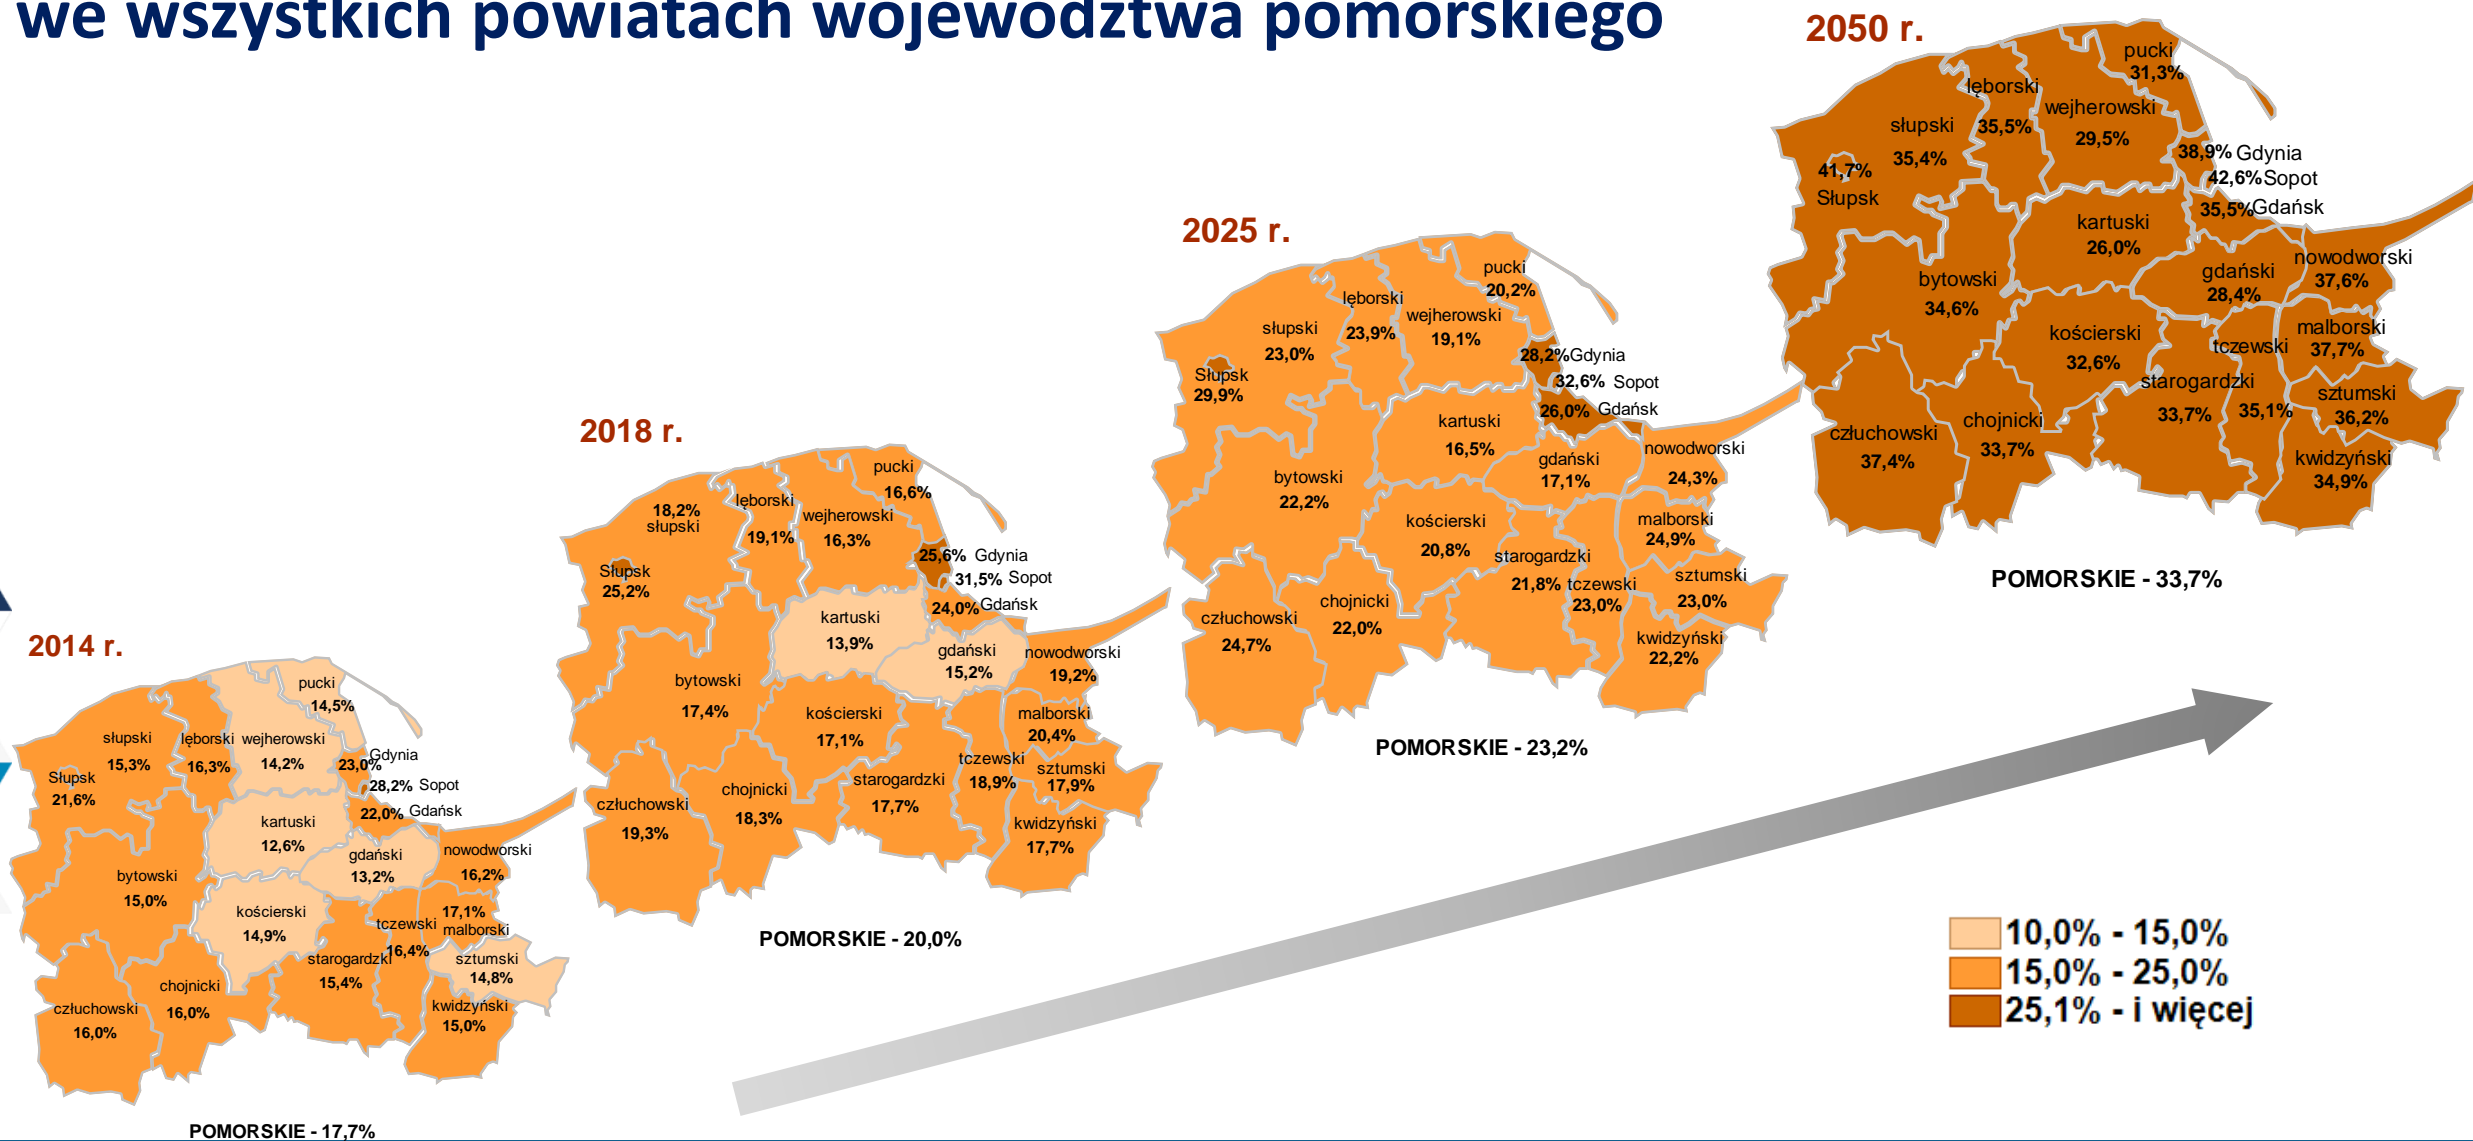 we wszystkich powiatach województwa pomorskiego
2014 r.
pucki
14,5%
słupski
15,3%
lęborski
16,3%
wejherowski
14,2%
Gdynia
23,0%
28,2% Sopot
Słupsk
21,6%
22,0% Gdańsk
kartuski
12,6%
gdański
13,2%
nowodworski
16,2%
bytowski
15,0%
kościerski
14,9%
17,1%
malborski
tczewski
16,4%
starogardzki
15,4%
sztumski
14,8%
chojnicki
16,0%
człuchowski
16,0%
kwidzyński
15,0%
POMORSKIE - 17,7%
2018 r.
pucki
16,6%
18,2%
słupski
lęborski
19,1%
wejherowski
16,3%
25,6% Gdynia
31,5% Sopot
Słupsk
25,2%
24,0% Gdańsk
kartuski
13,9%
gdański
15,2%
nowodworski
19,2%
bytowski
17,4%
kościerski
17,1%
malborski
20,4%
tczewski
18,9%
starogardzki
17,7%
sztumski
17,9%
chojnicki
18,3%
człuchowski
19,3%
kwidzyński
17,7%
POMORSKIE - 20,0%
2025 r.
pucki
20,2%
lęborski
23,9%
wejherowski
19,1%
słupski
23,0%
28,2% Gdynia
32,6% Sopot
Słupsk
29,9%
26,0% Gdańsk
kartuski
16,5%
gdański
17,1%
nowodworski
24,3%
bytowski
22,2%
kościerski
20,8%
malborski
24,9%
starogardzki
21,8%
tczewski
23,0%
sztumski
23,0%
chojnicki
22,0%
człuchowski
24,7%
kwidzyński
22,2%
POMORSKIE - 23,2%
2050 r.
pucki
31,3%
lęborski
35,5%
wejherowski
29,5%
słupski
35,4%
38,9% Gdynia
42,6% Sopot
41,7%
Słupsk
35,5% Gdańsk
kartuski
26,0%
gdański
28,4%
nowodworski
37,6%
bytowski
34,6%
kościerski
32,6%
malborski
37,7%
tczewski
35,1%
starogardzki
33,7%
sztumski
36,2%
chojnicki
33,7%
człuchowski
37,4%
kwidzyński
34,9%
POMORSKIE - 33,7%
10,0% - 15,0%
15,0% - 25,0%
25,1% - i więcej